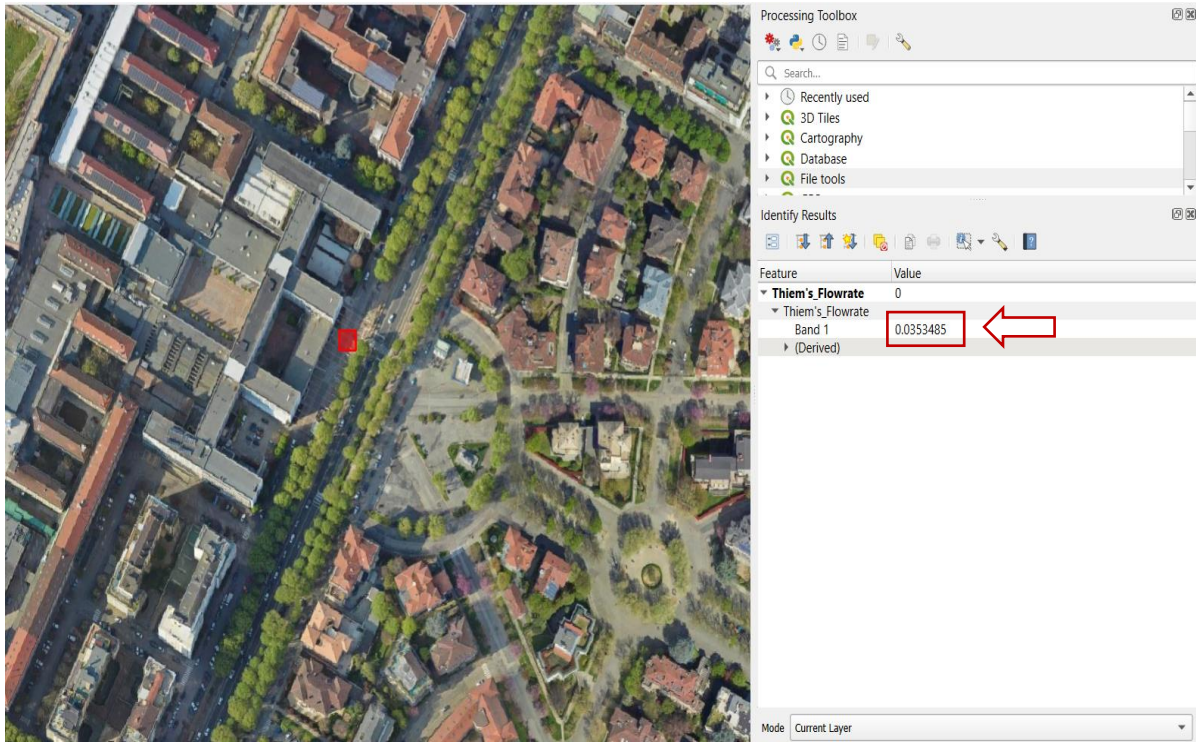 Processing Toolbox
Search...
Recently used
3D Tiles
Cartography
Database
File tools
Identify Results
Feature Value
Thiem's_Flowrate 0
Thiem's_Flowrate
Band 1 0.0353485
(Derived)
Mode Current Layer